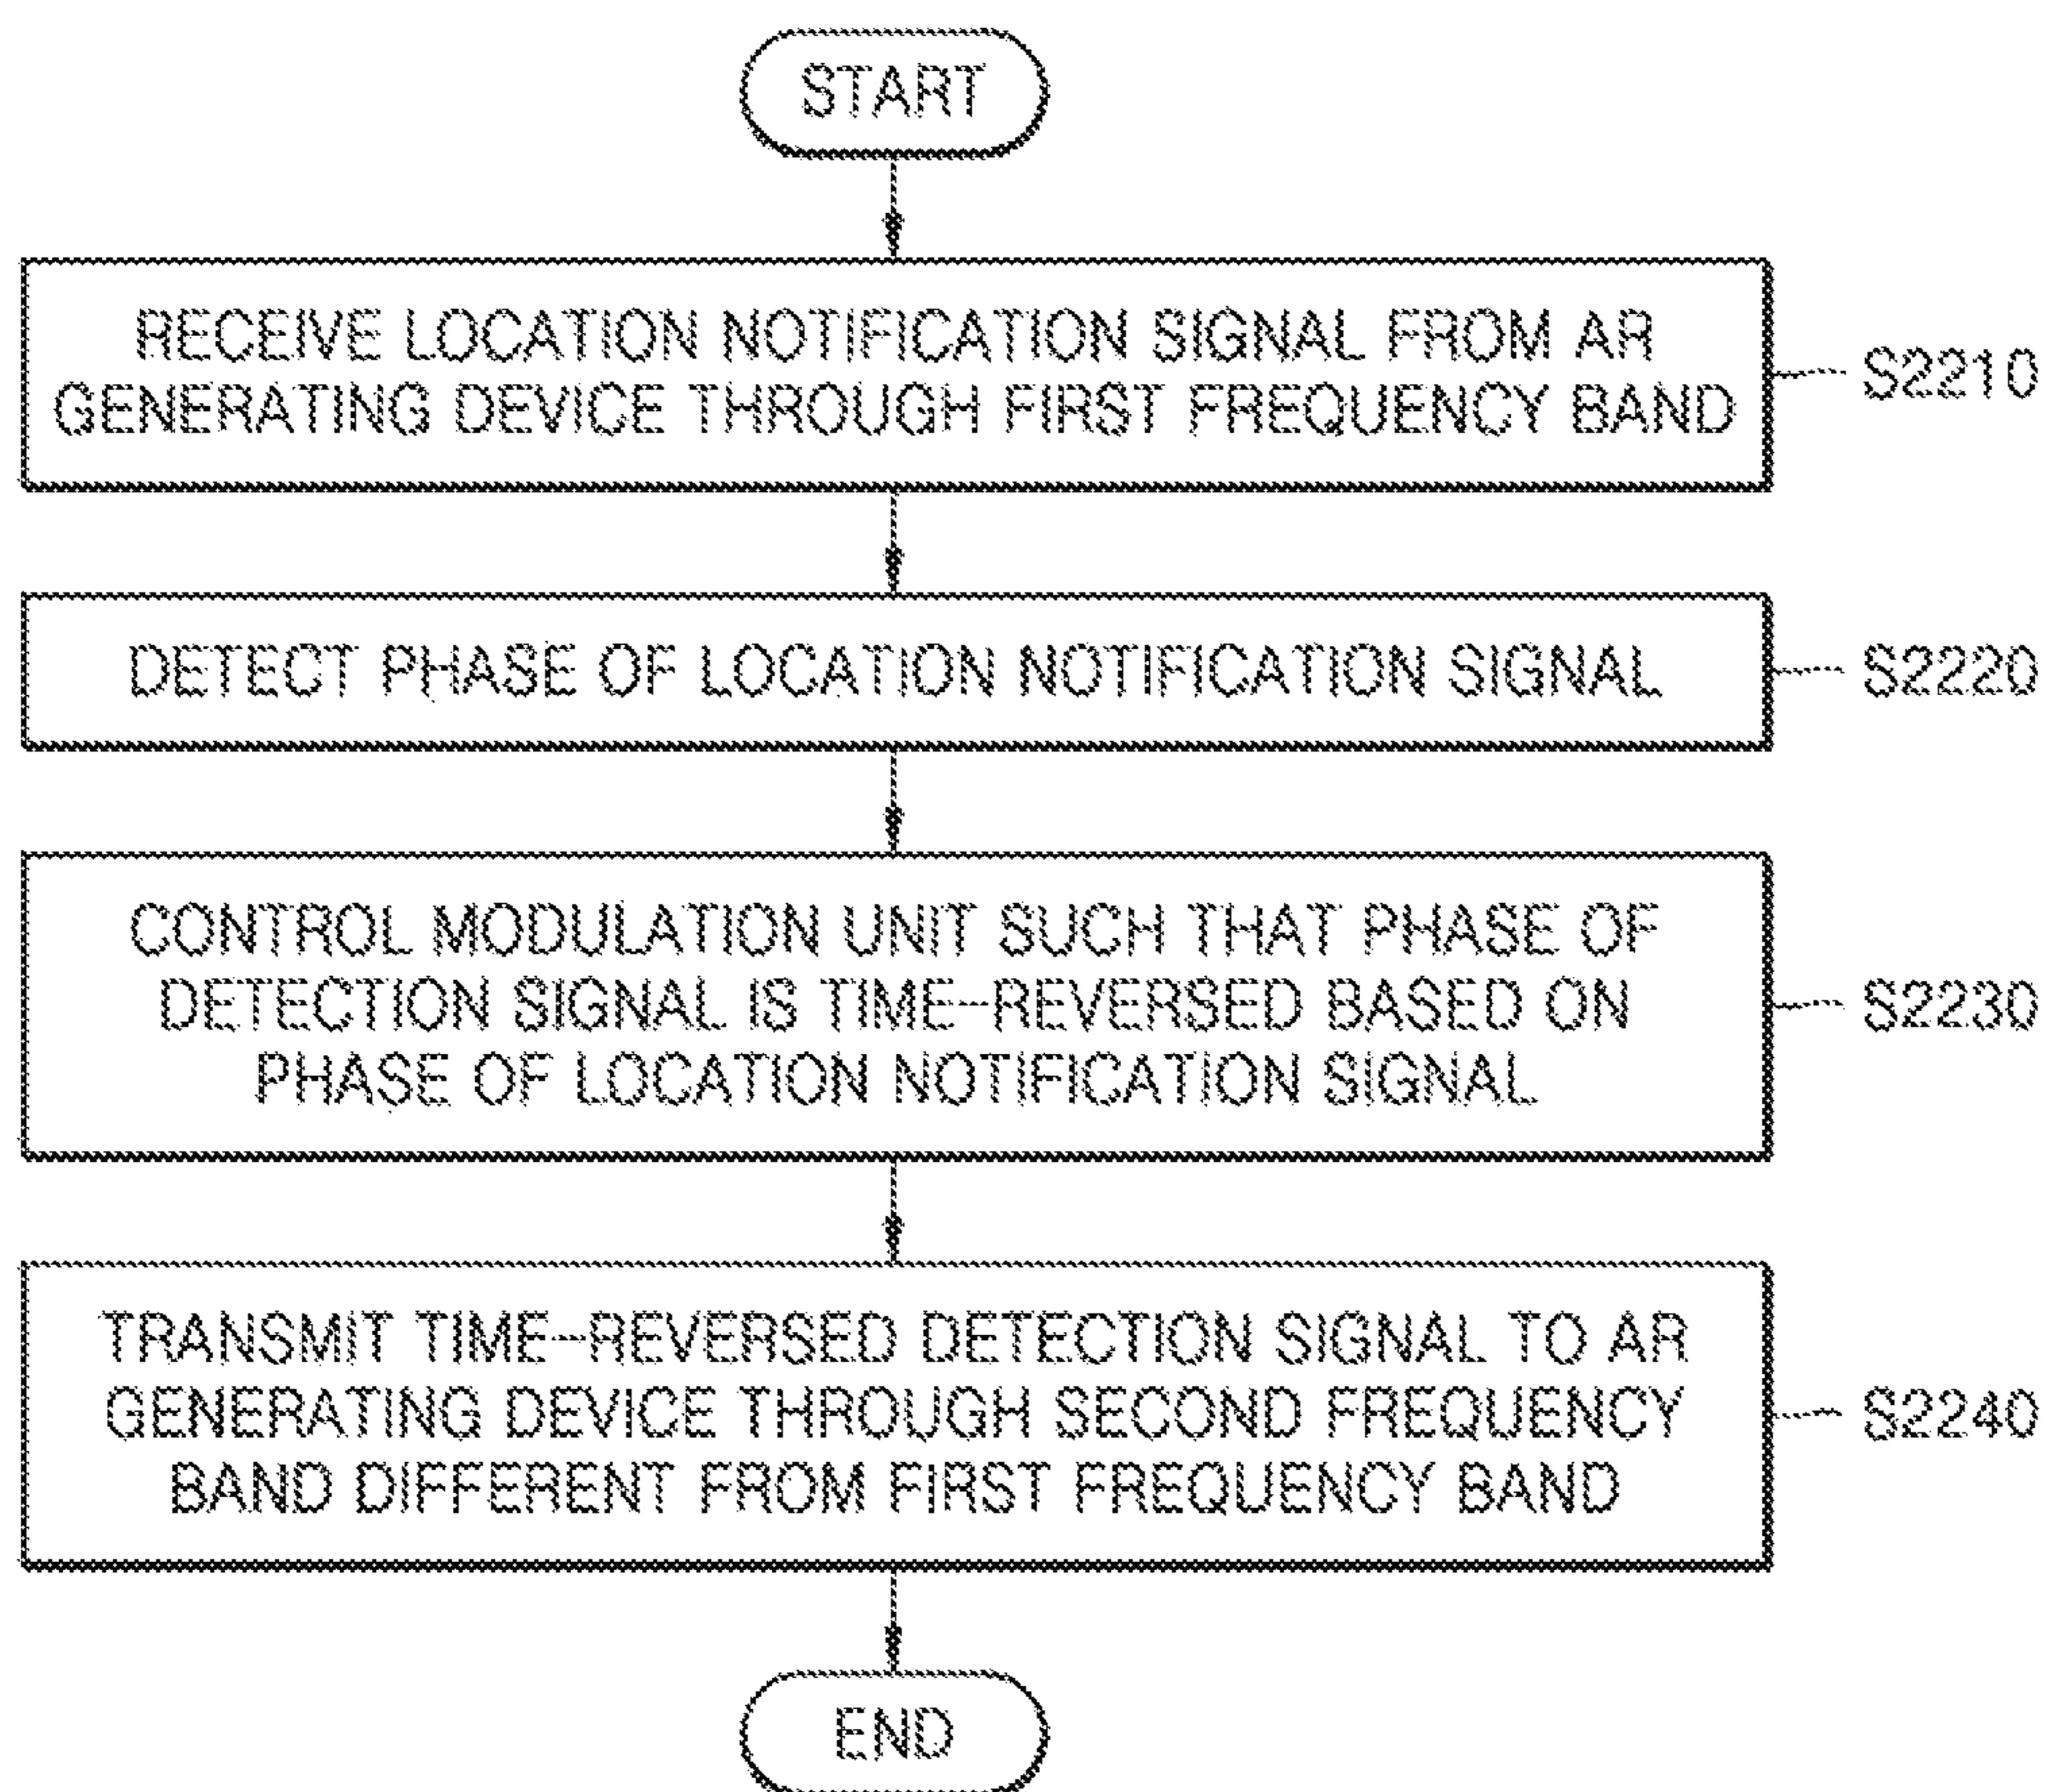 START
RECEIVE LOCATION NOTIFICATION SIGNAL FROM AR
GENERATING DEVICE THROUGH FIRST FREQUENCY BAND
S2210
DETECT PHASE OF LOCATION NOTIFICATION SIGNAL
S2220
CONTROL MODULATION UNIT SUCH THAT PHASE OF
DETECTION SIGNAL IS TIME-REVERSED BASED ON
PHASE OF LOCATION NOTIFICATION SIGNAL
S2230
TRANSMIT TIME-REVERSED DETECTION SIGNAL TO AR
GENERATING DEVICE THROUGH SECOND FREQUENCY
BAND DIFFERENT FROM FIRST FREQUENCY BAND
S2240
END